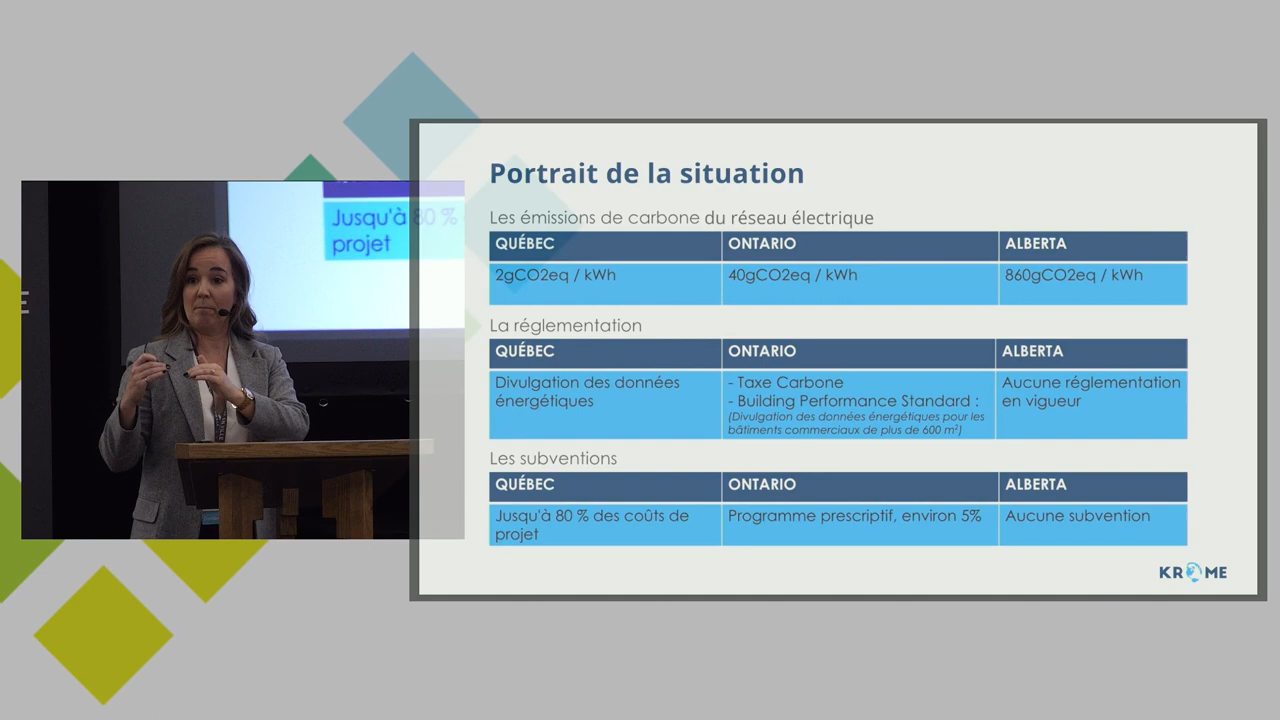 Portrait de la situation
Les émissions de carbone du réseau électrique
QUÉBEC ONTARIO ALBERTA
2gCO2eq / kWh 40gCO2eq / kWh 860gCO2eq / kWh
La réglementation
QUÉBEC ONTARIO ALBERTA
Divulgation des données
énergétiques
- Taxe Carbone
- Building Performance Standard :
(Divulgation des données énergétiques pour les
bâtiments commerciaux de plus de 600 m²)
Aucune réglementation
en vigueur
Les subventions
QUÉBEC ONTARIO ALBERTA
Jusqu'à 80 % des coûts de
projet
Programme prescriptif, environ 5%
Aucune subvention
KROME
Jusqu'à 80 %
projet
E